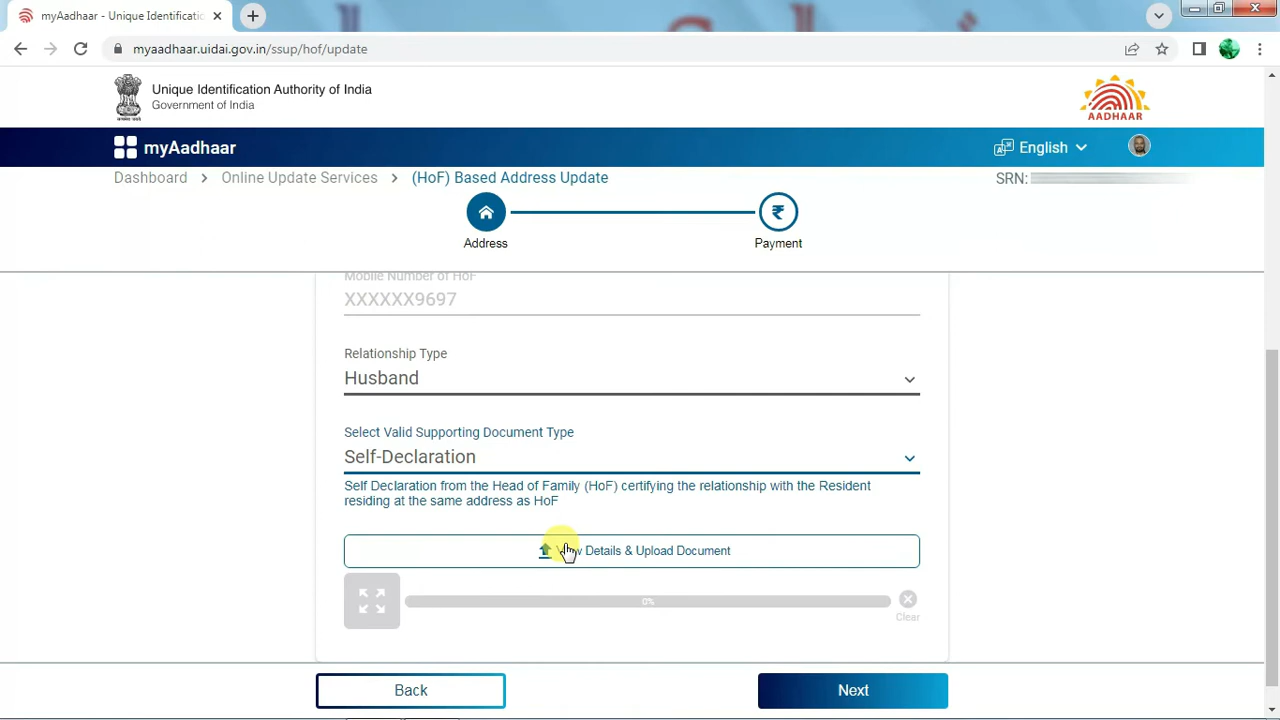 myAadhaar - Unique Identificatio
myaadhaar.uidai.gov.in/ssup/hof/update
Unique Identification Authority of India
Government of India
AADHAAR
myAadhaar
English
Dashboard > Online Update Services > (HoF) Based Address Update
SRN:
Address
Payment
Mobile Number of HoF
XXXXXX9697
Relationship Type
Husband
Select Valid Supporting Document Type
Self-Declaration
Self Declaration from the Head of Family (HoF) certifying the relationship with the Resident
residing at the same address as HoF
Details & Upload Document
0%
Clear
Back
Next